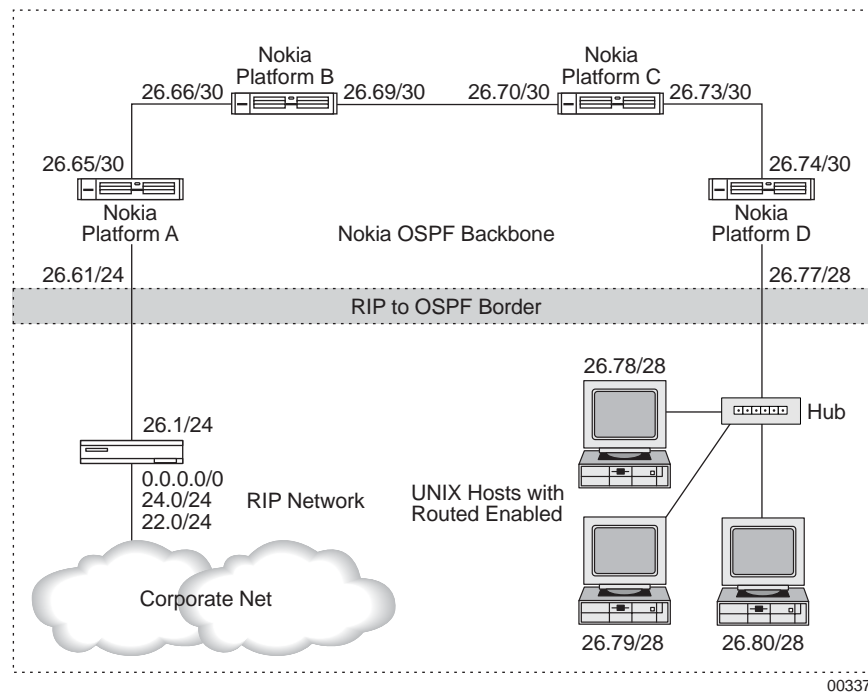 Nokia
Platform B
Nokia
Platform C
26.66/30
26.69/30
26.70/30
26.73/30
26.65/30
26.74/30
Nokia
Platform A
Nokia OSPF Backbone
Nokia
Platform D
26.61/24
26.77/28
RIP to OSPF Border
26.78/28
Hub
26.1/24
0.0.0.0/0
24.0/24
22.0/24
RIP Network
UNIX Hosts with
Routed Enabled
Corporate Net
26.79/28
26.80/28
00337